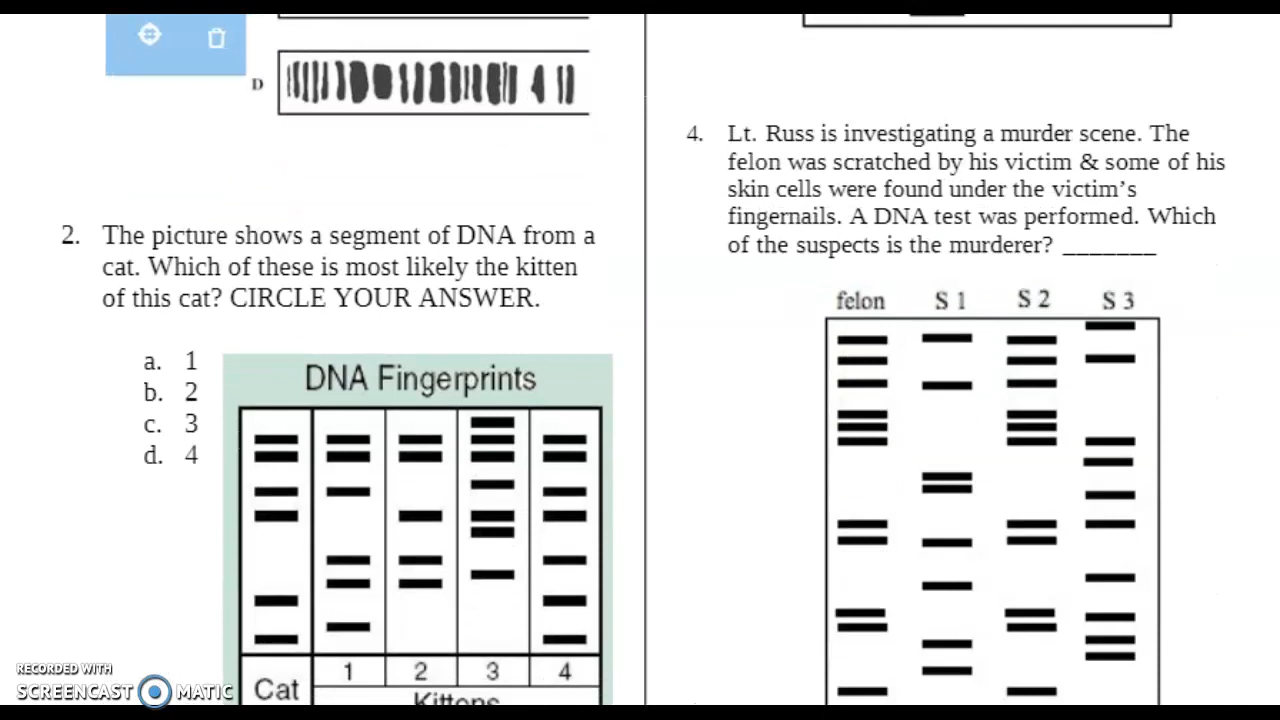 D
2. The picture shows a segment of DNA from a
cat. Which of these is most likely the kitten
of this cat? CIRCLE YOUR ANSWER.
a. 1
b. 2
c. 3
d. 4
DNA Fingerprints
1 2 3 4
Cat
Kittens
4. Lt. Russ is investigating a murder scene. The
felon was scratched by his victim & some of his
skin cells were found under the victim’s
fingernails. A DNA test was performed. Which
of the suspects is the murderer? _______
felon S 1 S 2 S 3
RECORDED WITH
SCREENCAST MATIC